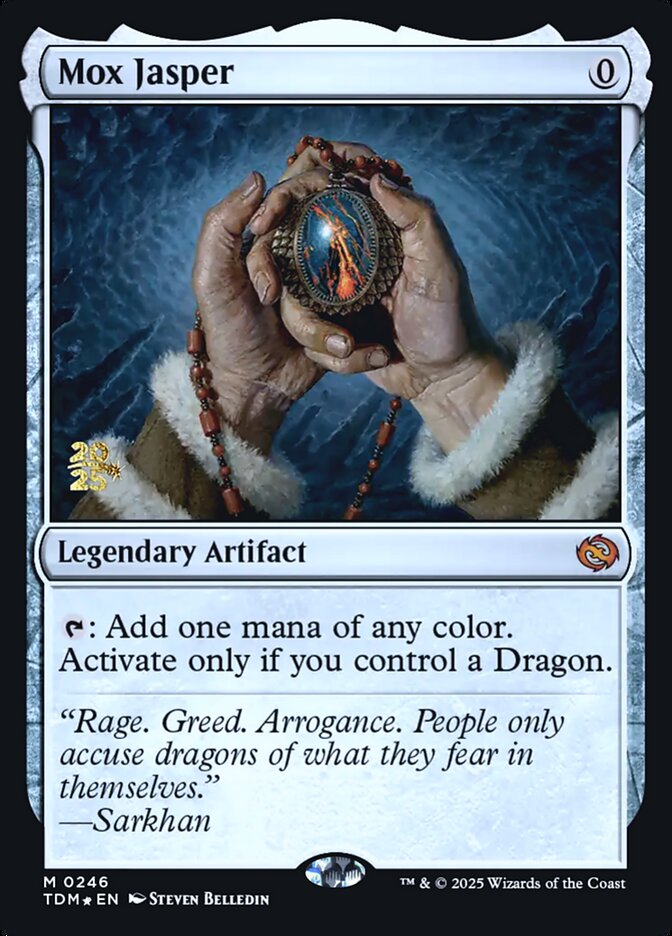 Mox Jasper
0
2025
Legendary Artifact
: Add one mana of any color.
Activate only if you control a Dragon.
“Rage. Greed. Arrogance. People only
accuse dragons of what they fear in
themselves.”
—Sarkhan
M 0246
TDM★EN Steven Belledin
™ & © 2025 Wizards of the Coast